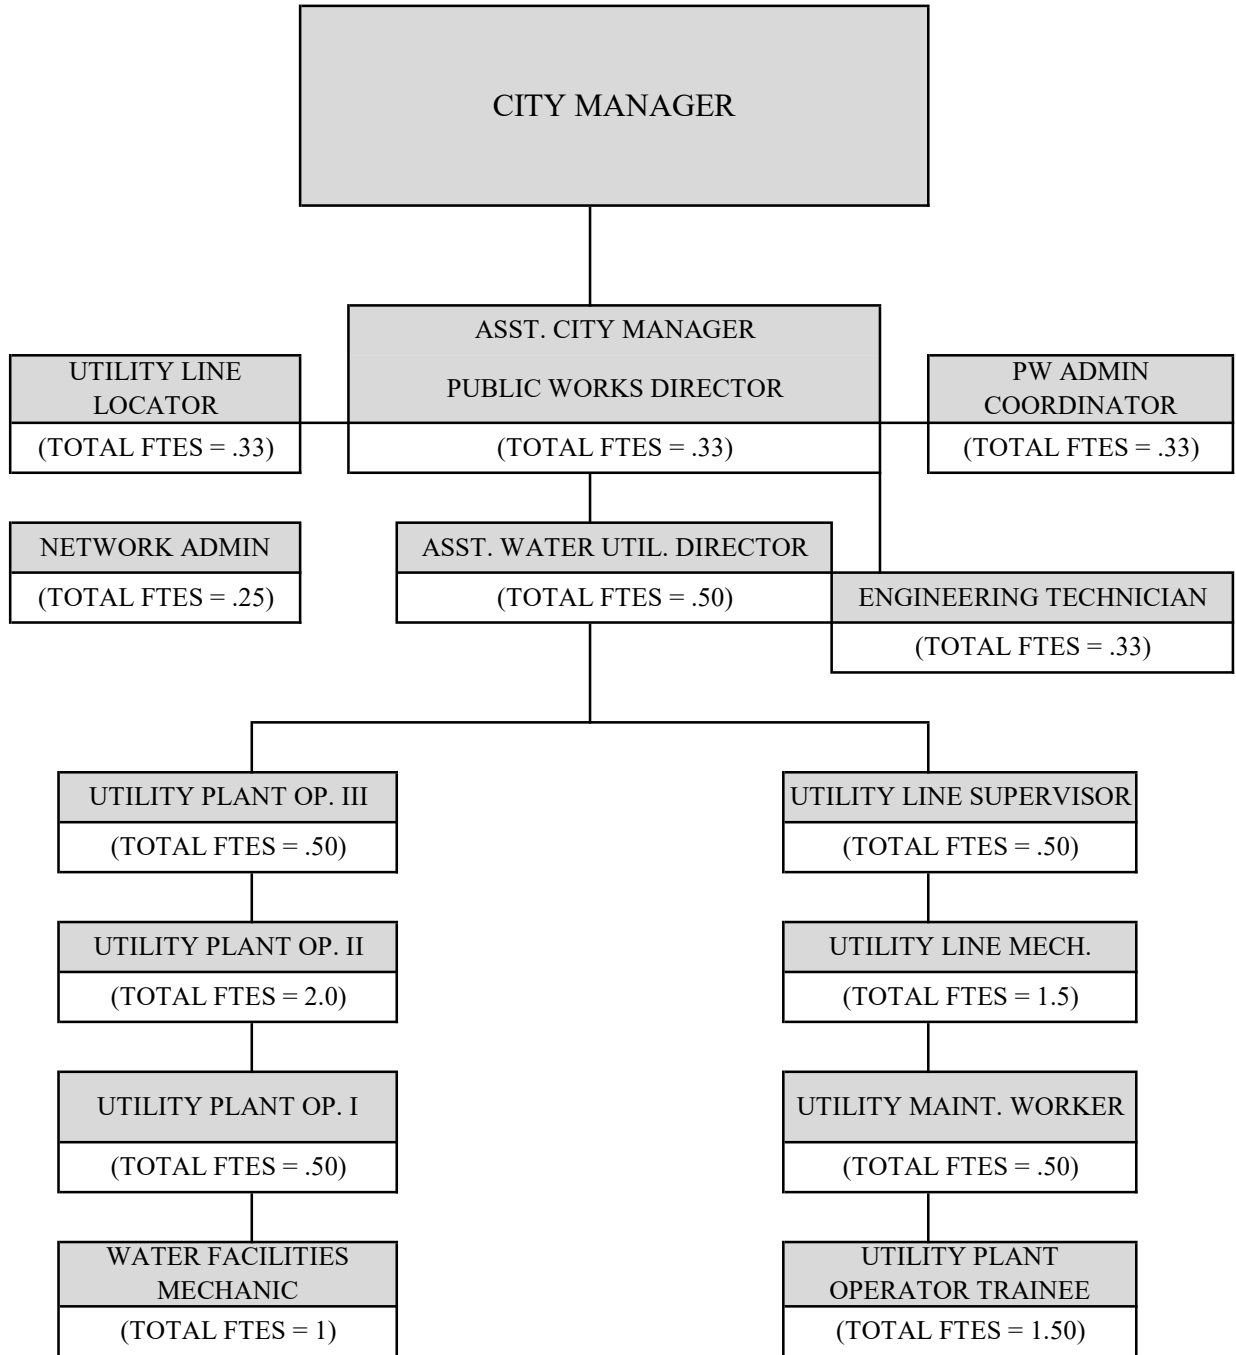 CITY MANAGER
ASST. CITY MANAGER
PUBLIC WORKS DIRECTOR
(TOTAL FTES = .33)
UTILITY LINE
LOCATOR
(TOTAL FTES = .33)
PW ADMIN
COORDINATOR
(TOTAL FTES = .33)
NETWORK ADMIN
(TOTAL FTES = .25)
ASST. WATER UTIL. DIRECTOR
(TOTAL FTES = .50)
ENGINEERING TECHNICIAN
(TOTAL FTES = .33)
UTILITY PLANT OP. III
(TOTAL FTES = .50)
UTILITY PLANT OP. II
(TOTAL FTES = 2.0)
UTILITY PLANT OP. I
(TOTAL FTES = .50)
WATER FACILITIES
MECHANIC
(TOTAL FTES = 1)
UTILITY LINE SUPERVISOR
(TOTAL FTES = .50)
UTILITY LINE MECH.
(TOTAL FTES = 1.5)
UTILITY MAINT. WORKER
(TOTAL FTES = .50)
UTILITY PLANT
OPERATOR TRAINEE
(TOTAL FTES = 1.50)